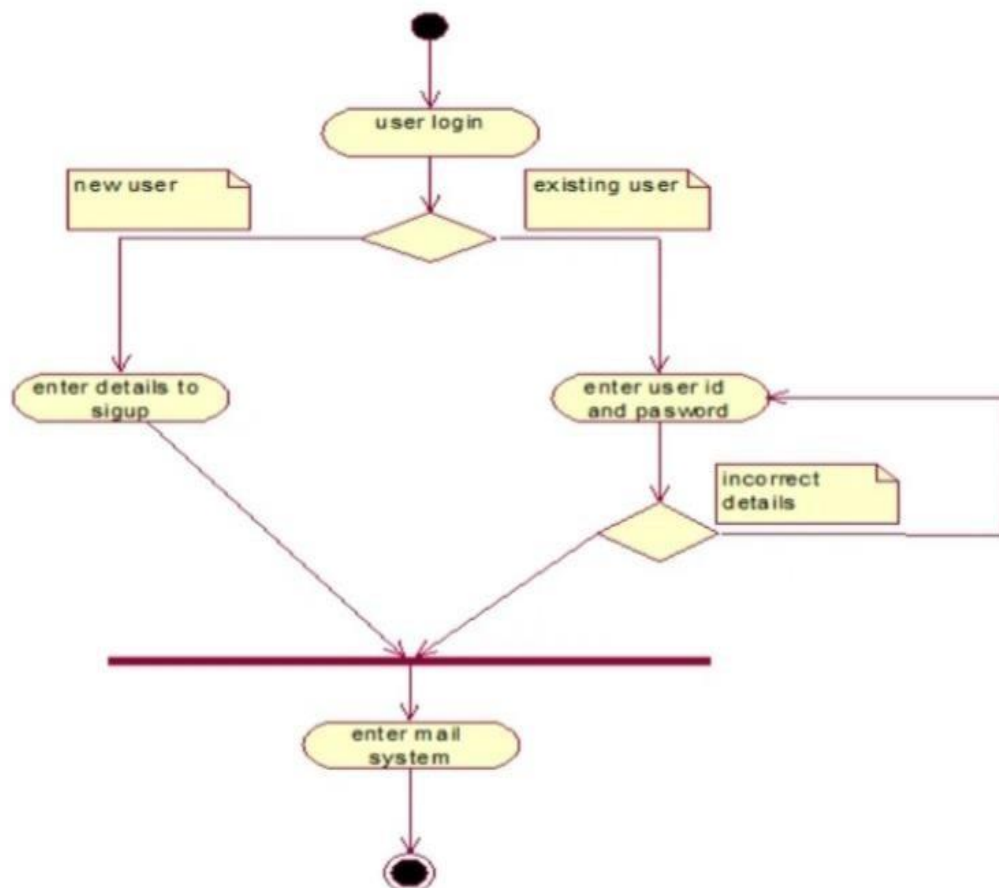 user login
new user
existing user
enter details to
sigup
enter user id
and pasword
incorrect
details
enter mail
system